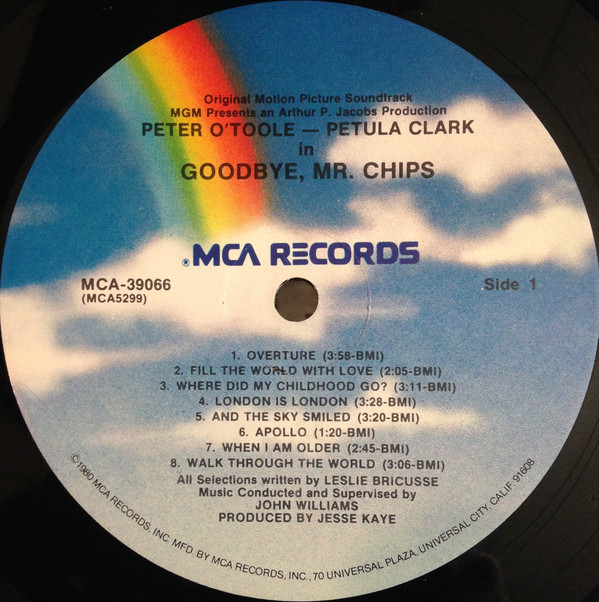 Original Motion Picture Soundtrack
MGM Presents an Arthur P. Jacobs Production
PETER O'TOOLE — PETULA CLARK
in
GOODBYE, MR. CHIPS
®MCA RECORDS
MCA-39066
(MCA5299)
Side 1
1. OVERTURE (3:58-BMI)
2. FILL THE WORLD WITH LOVE (2:05-BMI)
3. WHERE DID MY CHILDHOOD GO? (3:11-BMI)
4. LONDON IS LONDON (3:28-BMI)
5. AND THE SKY SMILED (3:20-BMI)
6. APOLLO (1:20-BMI)
7. WHEN I AM OLDER (2:45-BMI)
8. WALK THROUGH THE WORLD (3:06-BMI)
All Selections written by LESLIE BRICUSSE
Music Conducted and Supervised by
JOHN WILLIAMS
PRODUCED BY JESSE KAYE
©1980 MCA RECORDS, INC. MFD. BY MCA RECORDS, INC., 70 UNIVERSAL PLAZA, UNIVERSAL CITY, CALIF. 91608